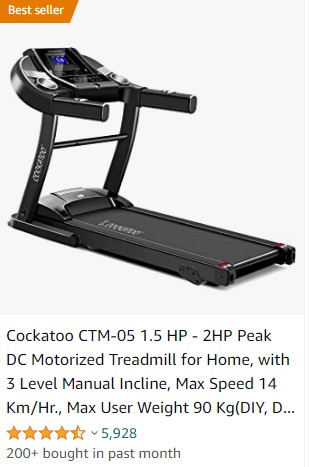 Best seller
COCKATOO
Cockatoo
Cockatoo CTM-05 1.5 HP - 2HP Peak
DC Motorized Treadmill for Home, with
3 Level Manual Incline, Max Speed 14
Km/Hr., Max User Weight 90 Kg(DIY, D...
5,928
200+ bought in past month